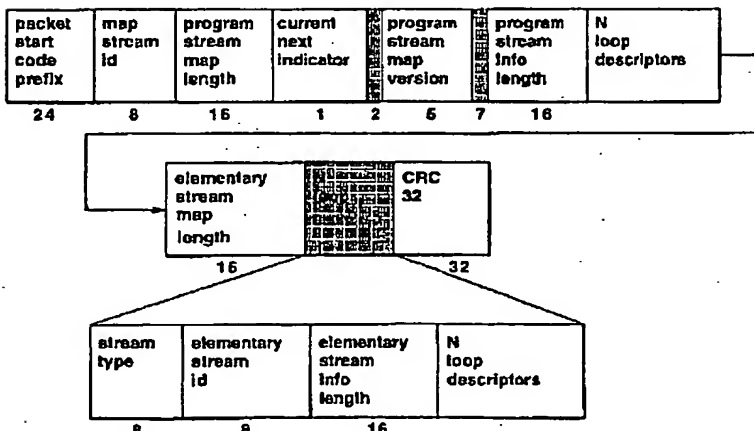 packet
start
code
prefix
map
stream
id
program
stream
map
length
current
next
indicator
program
stream
map
version
program
stream
info
length
N
loop
descriptors
24 8 16 1 2 5 7 16
elementary
stream
map
length
CRC
32
16 32
stream
type
elementary
stream
id
elementary
stream
info
length
N
loop
descriptors
8 8 16